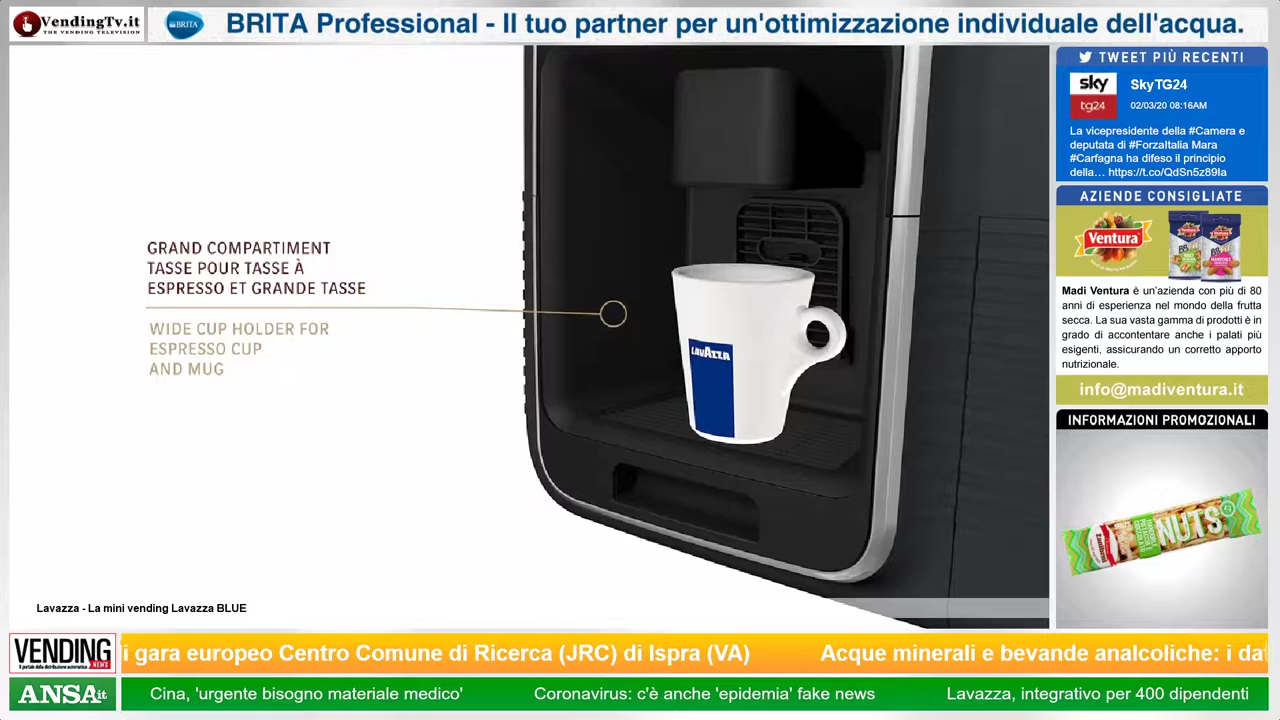 VendingTv.it
THE VENDING TELEVISION
BRITA
BRITA Professional - Il tuo partner per un'ottimizzazione individuale dell'acqua.
GRAND COMPARTIMENT
TASSE POUR TASSE À
ESPRESSO ET GRANDE TASSE
WIDE CUP HOLDER FOR
ESPRESSO CUP
AND MUG
LAVAZZA
Lavazza - La mini vending Lavazza BLUE
TWEET PIÙ RECENTI
sky
tg24
SkyTG24
02/03/20 08:16AM
La vicepresidente della #Camera e
deputata di #ForzaItalia Mara
#Carfagna ha difeso il principio
della… https://t.co/QdSn5z89Ia
AZIENDE CONSIGLIATE
Ventura
Madi Ventura è un'azienda con più di 80
anni di esperienza nel mondo della frutta
secca. La sua vasta gamma di prodotti è in
grado di accontentare anche i palati più
esigenti, assicurando un corretto apporto
nutrizionale.
info@madiventura.it
INFORMAZIONI PROMOZIONALI
NUTS
VENDING
NEWS
Il portale della distribuzione automatica
i gara europeo Centro Comune di Ricerca (JRC) di Ispra (VA)
Acque minerali e bevande analcoliche: i dat
ANSA.it
Cina, 'urgente bisogno materiale medico'
Coronavirus: c'è anche 'epidemia' fake news
Lavazza, integrativo per 400 dipendenti